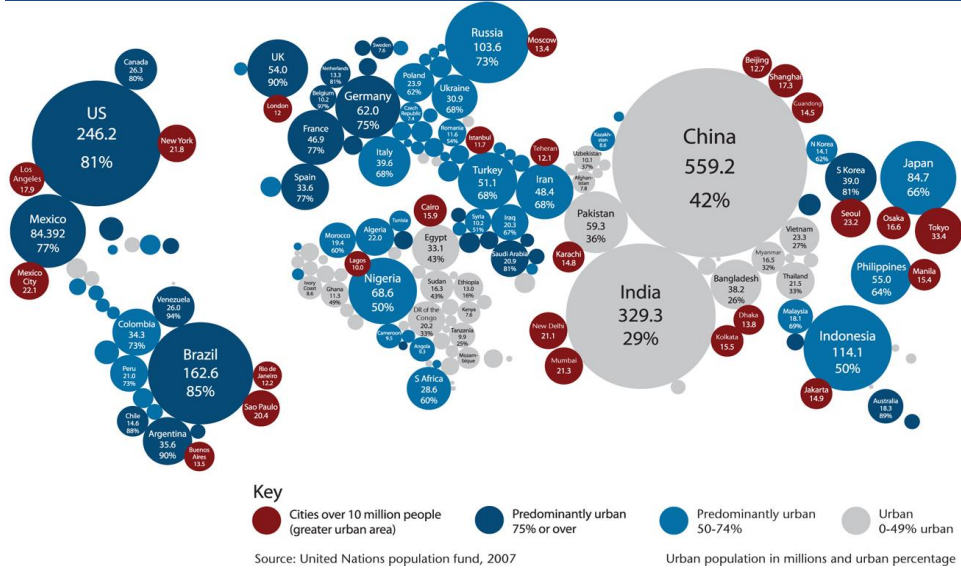 Canada
26.3
80%
US
246.2
81%
New York
21.8
Los
Angeles
17.9
Mexico
84.392
77%
Mexico
City
22.1
Venezuela
26.0
94%
Colombia
34.3
73%
Brazil
162.6
85%
Peru
21.0
73%
Rio de
Janeiro
12.2
Sao Paulo
20.4
Chile
14.6
88%
Argentina
35.6
90%
Buenos
Aires
13.5
UK
54.0
90%
London
12
Sweden
7.6
Netherlands
13.3
81%
Belgium
10.2
97%
Germany
62.0
75%
France
46.9
77%
Spain
33.6
77%
Italy
39.6
68%
Poland
23.9
62%
Czech
Republic
7.4
Ukraine
30.9
68%
Romania
11.6
54%
Russia
103.6
73%
Moscow
13.4
Istanbul
11.7
Turkey
51.1
68%
Teheran
12.1
Iran
48.4
68%
Syria
10.2
51%
Iraq
20.3
67%
Saudi Arabia
20.9
81%
Cairo
15.9
Egypt
33.1
43%
Tunisia
Algeria
22.0
Morocco
19.4
60%
Lagos
10.0
Nigeria
68.6
50%
Ivory
Coast
8.6
Ghana
11.3
49%
Sudan
16.3
43%
Ethiopia
13.0
16%
Kenya
7.6
DR of the
Congo
20.2
33%
Tanzania
9.9
25%
Cameroon
9.5
Angola
9.3
Mozam-
bique
S Africa
28.6
60%
Kazakh-
stan
8.6
Uzbekistan
10.1
37%
Afghan-
istan
7.8
Pakistan
59.3
36%
Karachi
14.8
China
559.2
42%
Beijing
12.7
Shanghai
17.3
Guandong
14.5
India
329.3
29%
New Delhi
21.1
Mumbai
21.3
Dhaka
13.8
Kolkata
15.5
Bangladesh
38.2
26%
Myanmar
16.5
32%
Vietnam
23.3
27%
Thailand
21.5
33%
Malaysia
18.1
69%
N Korea
14.1
62%
S Korea
39.0
81%
Seoul
23.2
Japan
84.7
66%
Osaka
16.6
Tokyo
33.4
Philippines
55.0
64%
Manila
15.4
Indonesia
114.1
50%
Jakarta
14.9
Australia
18.3
89%
Key
Cities over 10 million people
(greater urban area)
Predominantly urban
75% or over
Predominantly urban
50-74%
Urban
0-49% urban
Source: United Nations population fund, 2007
Urban population in millions and urban percentage